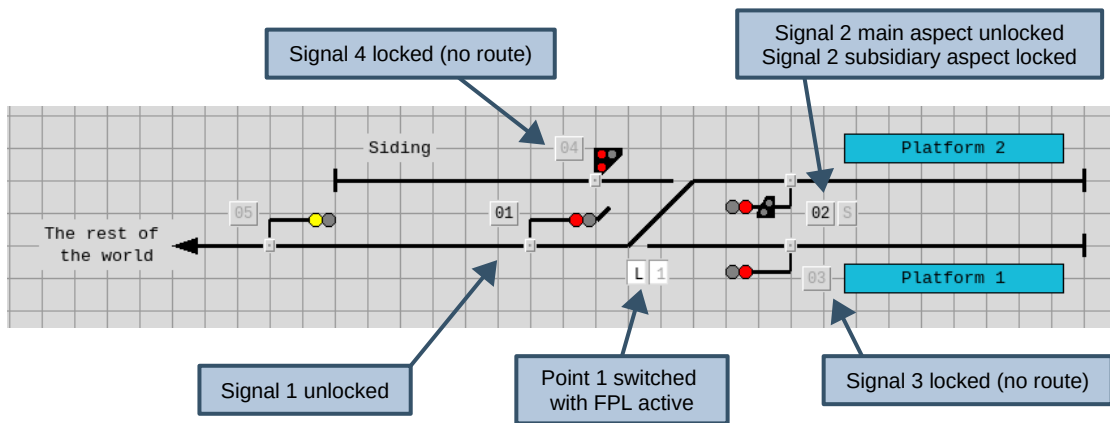 Signal 4 locked (no route)
Signal 2 main aspect unlocked
Signal 2 subsidiary aspect locked
Siding
04
Platform 2
05
01
02
S
The rest of
the world
L
1
03
Platform 1
Signal 1 unlocked
Point 1 switched
with FPL active
Signal 3 locked (no route)